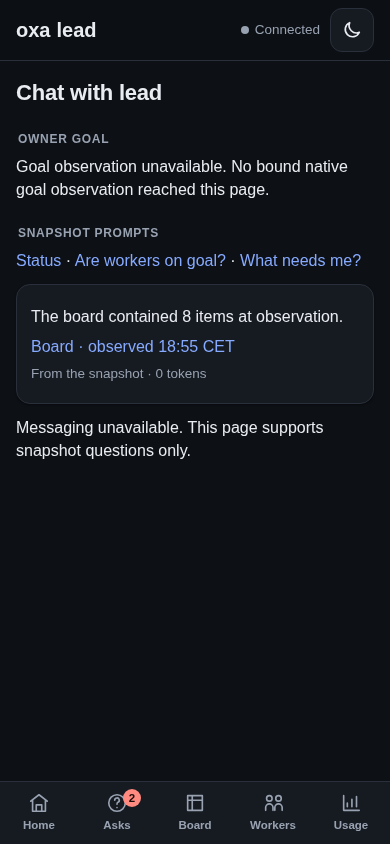 oxa lead
Connected
Chat with lead
OWNER GOAL
Goal observation unavailable. No bound native
goal observation reached this page.
SNAPSHOT PROMPTS
Status · Are workers on goal? · What needs me?
The board contained 8 items at observation.
Board · observed 18:55 CET
From the snapshot · 0 tokens
Messaging unavailable. This page supports
snapshot questions only.
2
Home
Asks
Board
Workers
Usage